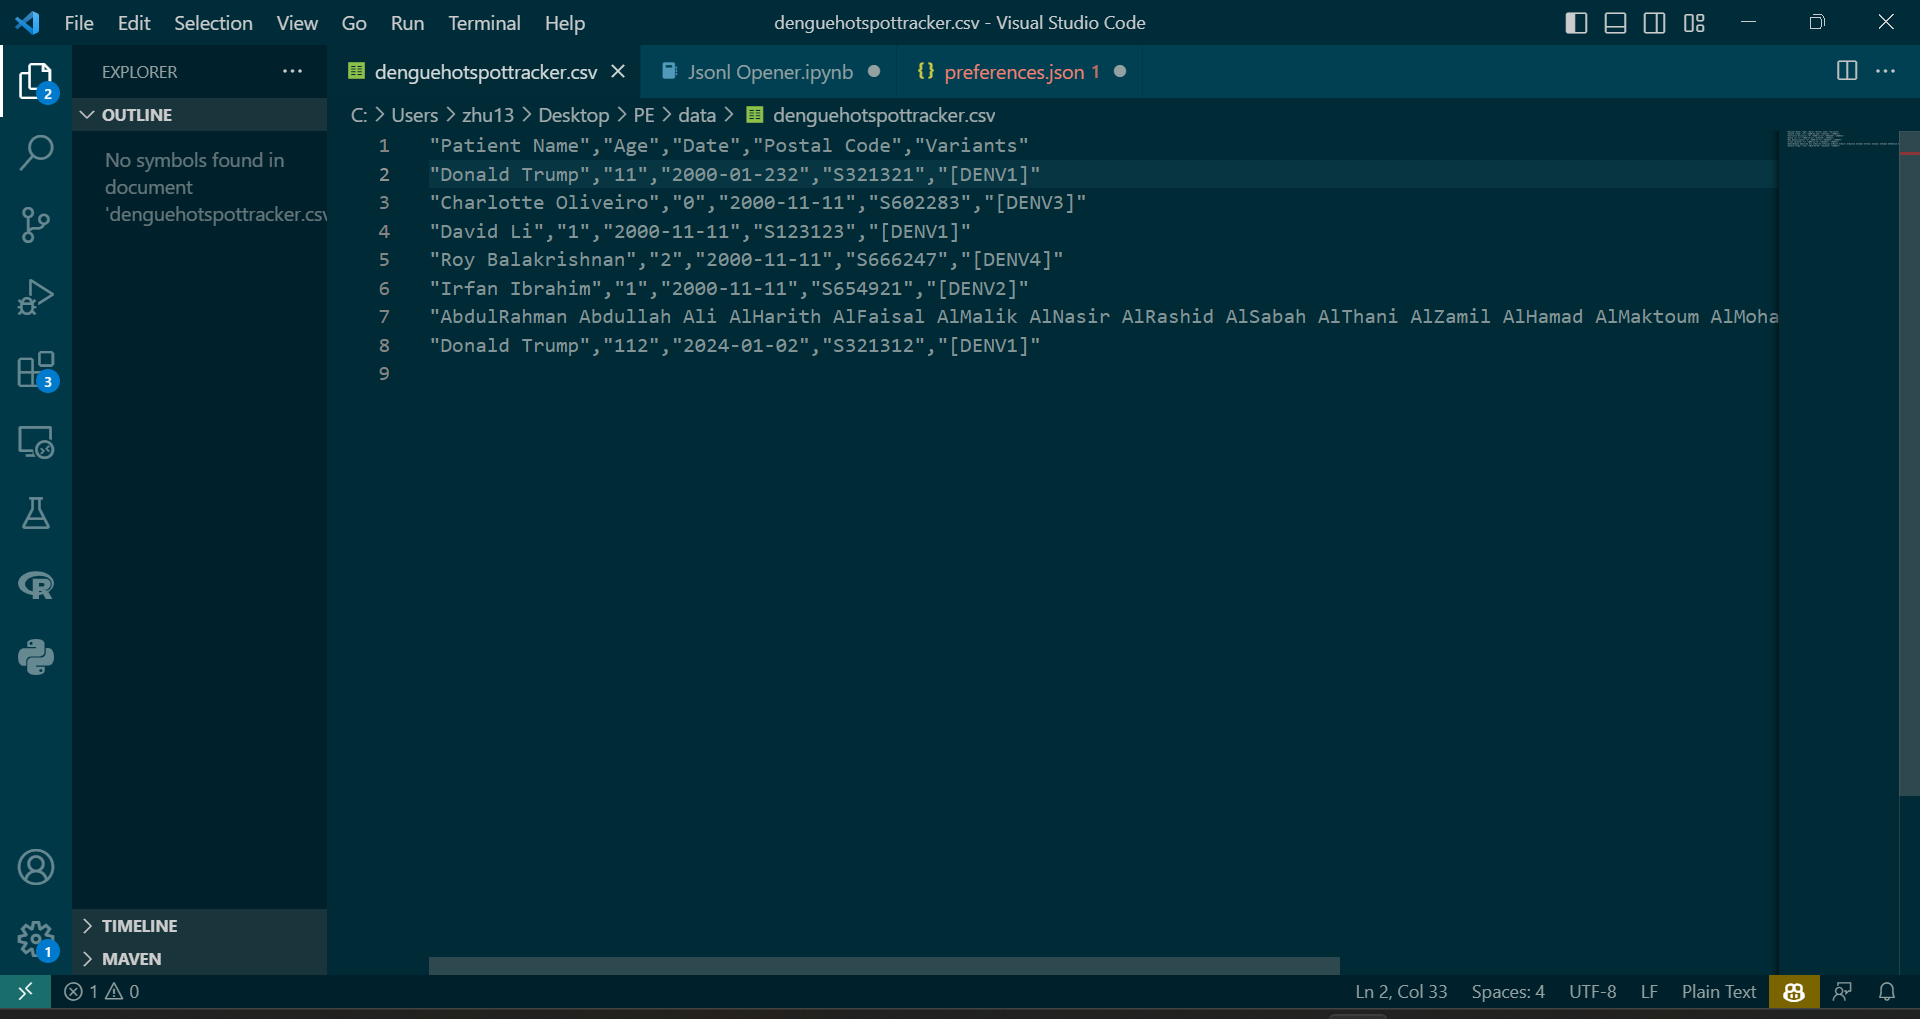 File Edit Selection View Go Run Terminal Help
denguehotspottracker.csv - Visual Studio Code
EXPLORER
denguehotspottracker.csv
Jsonl Opener.ipynb
{} preferences.json 1
2
OUTLINE
C: > Users > zhu13 > Desktop > PE > data > denguehotspottracker.csv
No symbols found in
document
'denguehotspottracker.csv
1 "Patient Name","Age","Date","Postal Code","Variants"
2 "Donald Trump","11","2000-01-232","S321321","[DENV1]"
3 "Charlotte Oliveiro","0","2000-11-11","S602283","[DENV3]"
4 "David Li","1","2000-11-11","S123123","[DENV1]"
5 "Roy Balakrishnan","2","2000-11-11","S666247","[DENV4]"
6 "Irfan Ibrahim","1","2000-11-11","S654921","[DENV2]"
7 "AbdulRahman Abdullah Ali AlHarith AlFaisal AlMalik AlNasir AlRashid AlSabah AlThani AlZamil AlHamad AlMaktoum AlMoha
8 "Donald Trump","112","2024-01-02","S321312","[DENV1]"
9
3
R
TIMELINE
MAVEN
1
1 0
Ln 2, Col 33 Spaces: 4 UTF-8 LF Plain Text